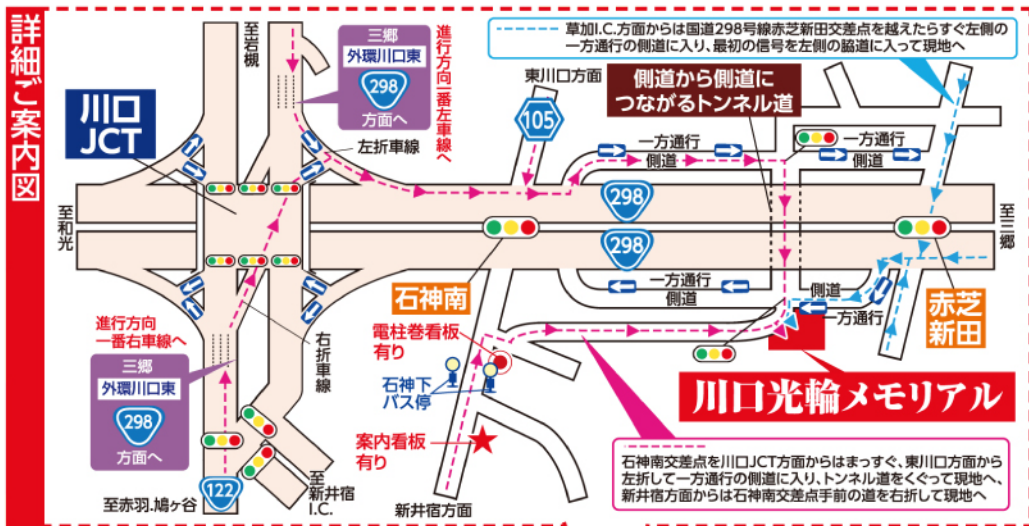 詳細ご案内図
草加I.C.方面からは国道298号線赤芝新田交差点を越えたらすぐ左側の
一方通行の側道に入り、最初の信号を左側の脇道に入って現地へ
至岩槻
三郷
外環川口東
298
方面へ
進行方向一番左車線へ
左折車線
川口
JCT
東川口方面
105
側道から側道に
つながるトンネル道
一方通行
側道
一方通行
側道
至和光
298
298
至三郷
石神南
一方通行
側道
側道
一方通行
赤芝
新田
進行方向
一番右車線へ
三郷
外環川口東
298
方面へ
右折車線
電柱巻看板
有り
石神下
バス停
案内看板
有り
川口光輪メモリアル
石神南交差点を川口JCT方面からはまっすぐ、東川口方面から
左折して一方通行の側道に入り、トンネル道をくぐって現地へ、
新井宿方面からは石神南交差点手前の道を右折して現地へ
至赤羽.鳩ヶ谷
122
至新井宿I.C.
新井宿方面